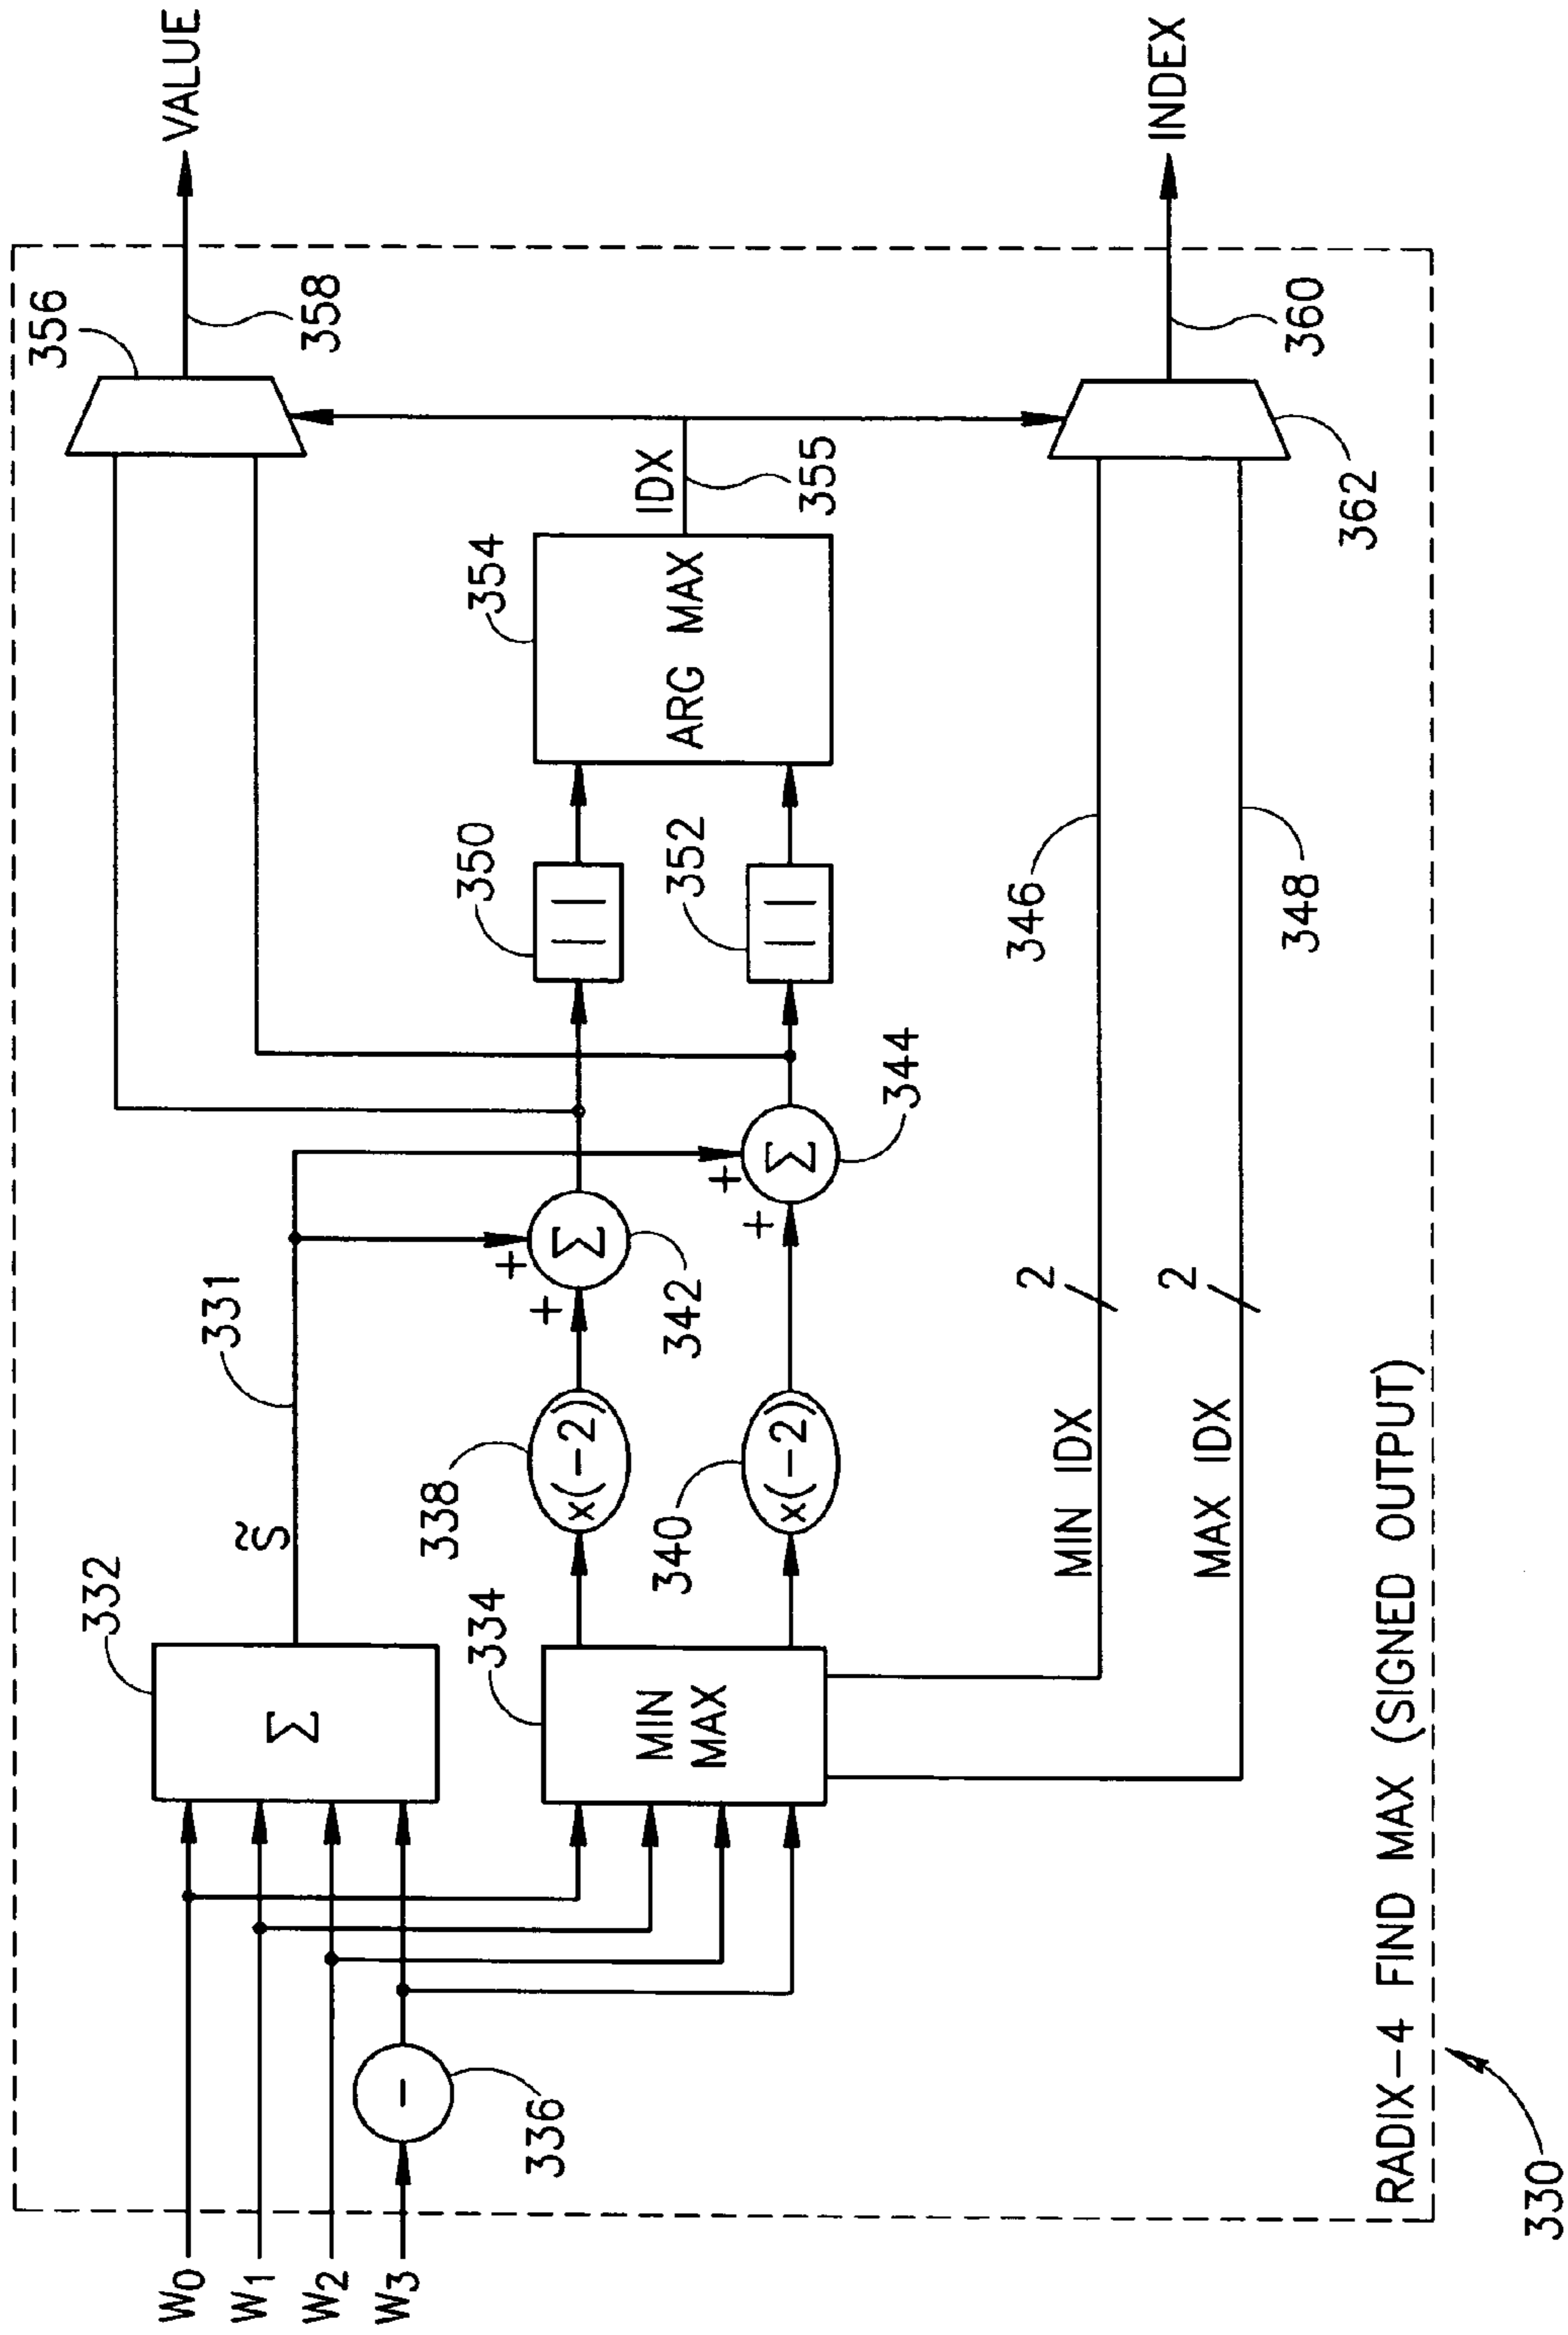 W0
W1
W2
W3
336
332
Σ
334
MIN
MAX
S̃
331
338
x(-2)
340
x(-2)
+
+
Σ
342
+
+
Σ
344
350
| |
352
| |
354
ARG MAX
IDX
355
356
358
VALUE
MIN IDX
2
346
MAX IDX
2
348
362
360
INDEX
RADIX-4 FIND MAX (SIGNED OUTPUT)
330